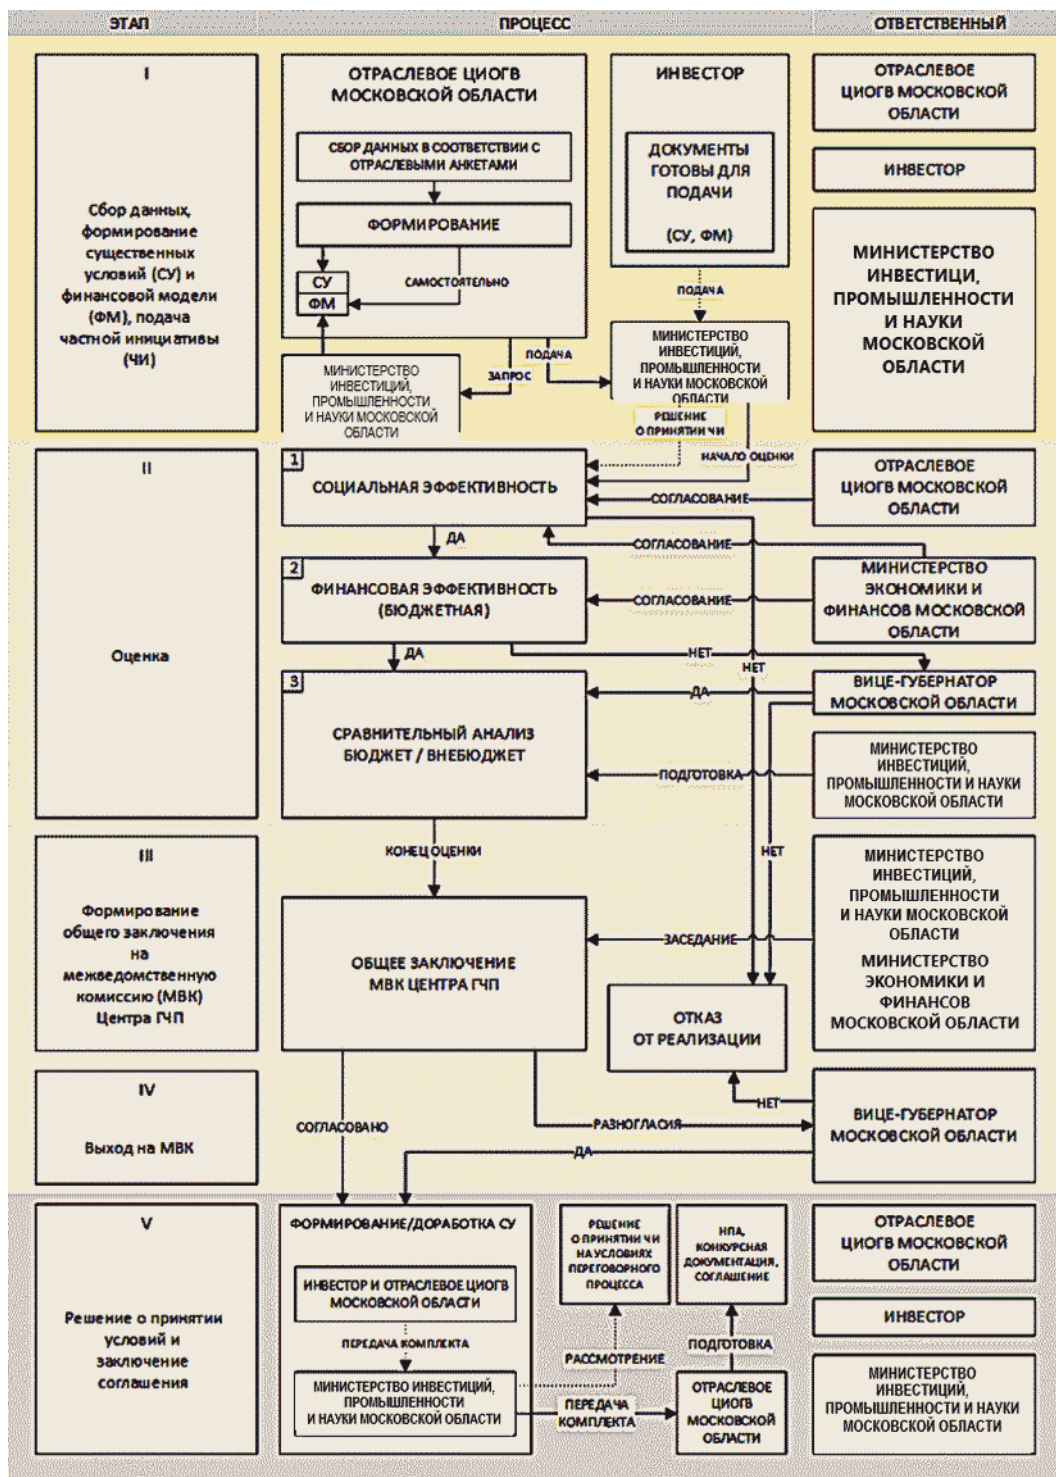 ЭТАП
ПРОЦЕСС
ОТВЕТСТВЕННЫЙ
I
Сбор данных,
формирование
существенных
условий (СУ) и
финансовой модели
(ФМ), подача
частной инициативы
(ЧИ)
ОТРАСЛЕВОЕ ЦИОГВ
МОСКОВСКОЙ ОБЛАСТИ
СБОР ДАННЫХ В СООТВЕТСТВИИ С
ОТРАСЛЕВЫМИ АНКЕТАМИ
ФОРМИРОВАНИЕ
СУ
ФМ
САМОСТОЯТЕЛЬНО
ИНВЕСТОР
ДОКУМЕНТЫ
ГОТОВЫ ДЛЯ
ПОДАЧИ
(СУ, ФМ)
ПОДАЧА
МИНИСТЕРСТВО
ИНВЕСТИЦИЙ,
ПРОМЫШЛЕННОСТИ
И НАУКИ МОСКОВСКОЙ
ОБЛАСТИ
ПОДАЧА
ЗАПРОС
МИНИСТЕРСТВО
ИНВЕСТИЦИЙ,
ПРОМЫШЛЕННОСТИ
И НАУКИ МОСКОВСКОЙ
ОБЛАСТИ
РЕШЕНИЕ
О ПРИНЯТИИ ЧИ
НАЧАЛО ОЦЕНКИ
ОТРАСЛЕВОЕ
ЦИОГВ МОСКОВСКОЙ
ОБЛАСТИ
ИНВЕСТОР
МИНИСТЕРСТВО
ИНВЕСТИЦИ,
ПРОМЫШЛЕННОСТИ
И НАУКИ
МОСКОВСКОЙ
ОБЛАСТИ
II
Оценка
1
СОЦИАЛЬНАЯ ЭФФЕКТИВНОСТЬ
СОГЛАСОВАНИЕ
ОТРАСЛЕВОЕ
ЦИОГВ МОСКОВСКОЙ
ОБЛАСТИ
ДА
СОГЛАСОВАНИЕ
2
ФИНАНСОВАЯ ЭФФЕКТИВНОСТЬ
(БЮДЖЕТНАЯ)
СОГЛАСОВАНИЕ
МИНИСТЕРСТВО
ЭКОНОМИКИ И
ФИНАНСОВ МОСКОВСКОЙ
ОБЛАСТИ
ДА
НЕТ
НЕТ
3
СРАВНИТЕЛЬНЫЙ АНАЛИЗ
БЮДЖЕТ / ВНЕБЮДЖЕТ
ДА
ВИЦЕ-ГУБЕРНАТОР
МОСКОВСКОЙ ОБЛАСТИ
ПОДГОТОВКА
МИНИСТЕРСТВО
ИНВЕСТИЦИЙ,
ПРОМЫШЛЕННОСТИ И НАУКИ
МОСКОВСКОЙ ОБЛАСТИ
КОНЕЦ ОЦЕНКИ
НЕТ
III
Формирование
общего заключения
на
межведомственную
комиссию (МВК)
Центра ГЧП
ОБЩЕЕ ЗАКЛЮЧЕНИЕ
МВК ЦЕНТРА ГЧП
ЗАСЕДАНИЕ
МИНИСТЕРСТВО
ИНВЕСТИЦИЙ,
ПРОМЫШЛЕННОСТИ
И НАУКИ МОСКОВСКОЙ
ОБЛАСТИ
МИНИСТЕРСТВО
ЭКОНОМИКИ И
ФИНАНСОВ
МОСКОВСКОЙ ОБЛАСТИ
ОТКАЗ
ОТ РЕАЛИЗАЦИИ
IV
Выход на МВК
СОГЛАСОВАНО
РАЗНОГЛАСИЯ
НЕТ
ДА
ВИЦЕ-ГУБЕРНАТОР
МОСКОВСКОЙ ОБЛАСТИ
V
Решение о принятии
условий и
заключение
соглашения
ФОРМИРОВАНИЕ/ДОРАБОТКА СУ
ИНВЕСТОР И ОТРАСЛЕВОЕ ЦИОГВ
МОСКОВСКОЙ ОБЛАСТИ
ПЕРЕДАЧА КОМПЛЕКТА
МИНИСТЕРСТВО ИНВЕСТИЦИЙ,
ПРОМЫШЛЕННОСТИ
И НАУКИ МОСКОВСКОЙ ОБЛАСТИ
РЕШЕНИЕ
О ПРИНЯТИИ ЧИ
НА УСЛОВИЯХ
ПЕРЕГОВОРНОГО
ПРОЦЕССА
РАССМОТРЕНИЕ
ПЕРЕДАЧА
КОМПЛЕКТА
НПА,
КОНКУРСНАЯ
ДОКУМЕНТАЦИЯ,
СОГЛАШЕНИЕ
ПОДГОТОВКА
ОТРАСЛЕВОЕ
ЦИОГВ
МОСКОВСКОЙ
ОБЛАСТИ
ОТРАСЛЕВОЕ
ЦИОГВ МОСКОВСКОЙ
ОБЛАСТИ
ИНВЕСТОР
МИНИСТЕРСТВО
ИНВЕСТИЦИЙ,
ПРОМЫШЛЕННОСТИ И НАУКИ
МОСКОВСКОЙ ОБЛАСТИ